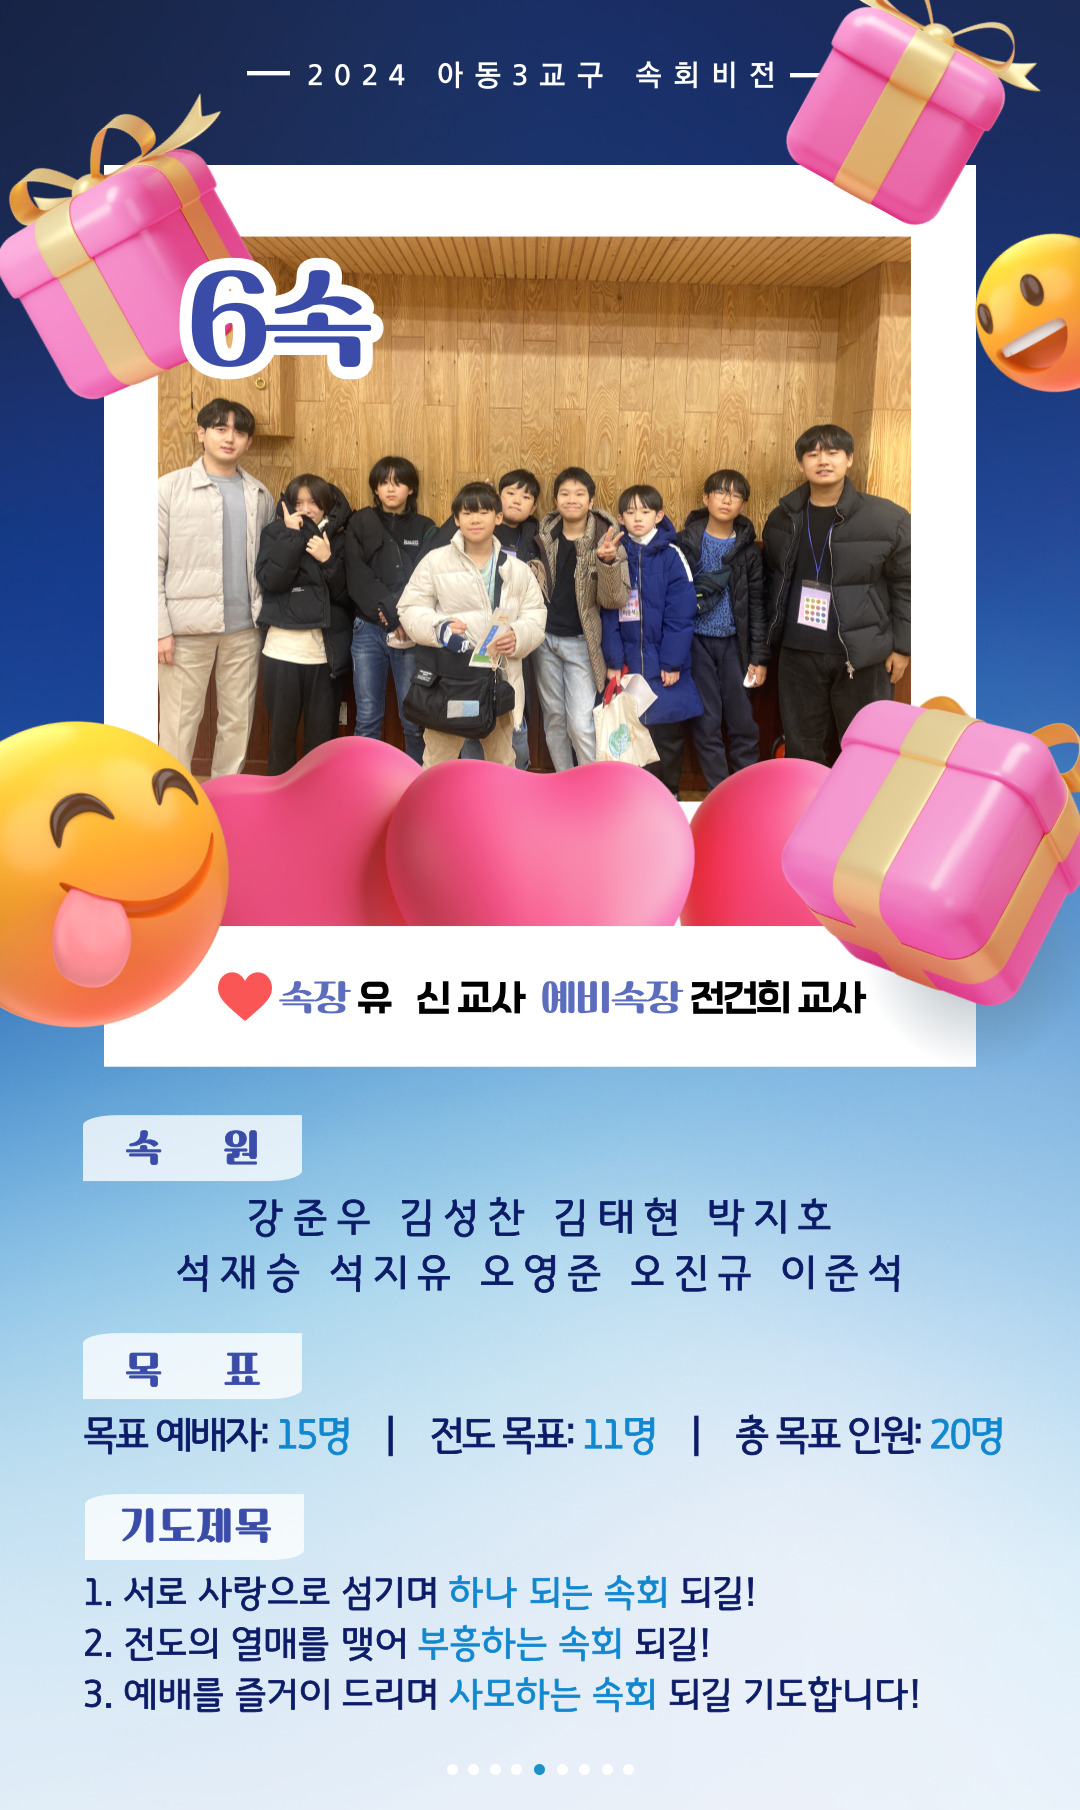 2024 아동3교구 속회비전
6속
속장 유 신 교사 예비속장 전건희 교사
속 원
강준우 김성찬 김태현 박지호
석재승 석지유 오영준 오진규 이준석
목 표
목표 예배자: 15명 | 전도 목표: 11명 | 총 목표 인원: 20명
기도제목
1. 서로 사랑으로 섬기며 하나 되는 속회 되길!
2. 전도의 열매를 맺어 부흥하는 속회 되길!
3. 예배를 즐거이 드리며 사모하는 속회 되길 기도합니다!